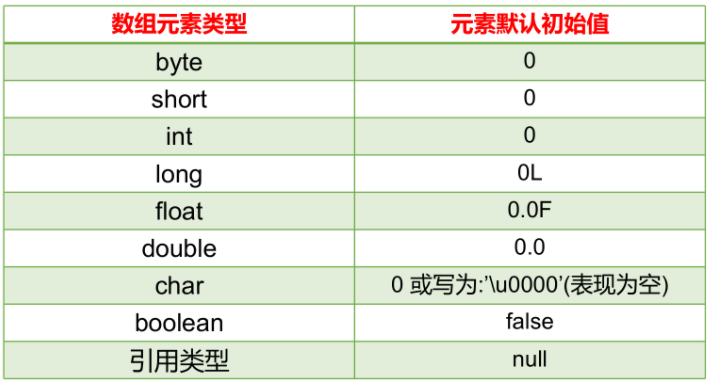 数组元素类型 元素默认初始值
byte 0
short 0
int 0
long 0L
float 0.0F
double 0.0
char 0 或写为:’\u0000’(表现为空)
boolean false
引用类型 null